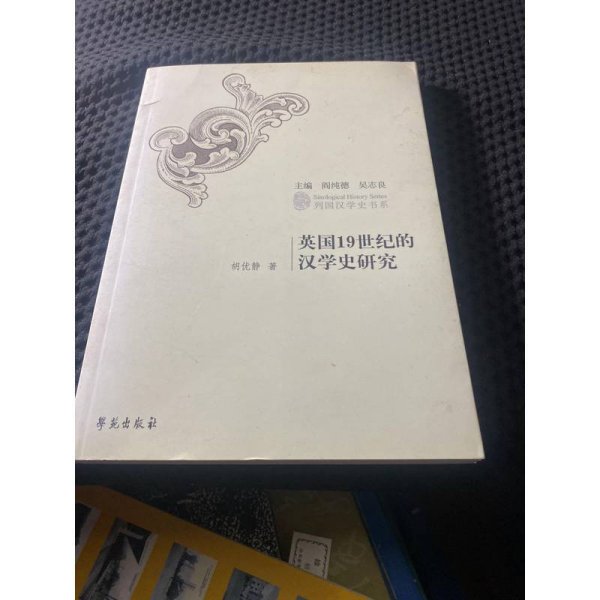 主编 阎纯德 吴志良
Sinological History Series
列国汉学史书系
英国19世纪的
汉学史研究
胡优静 著
學苑出版社